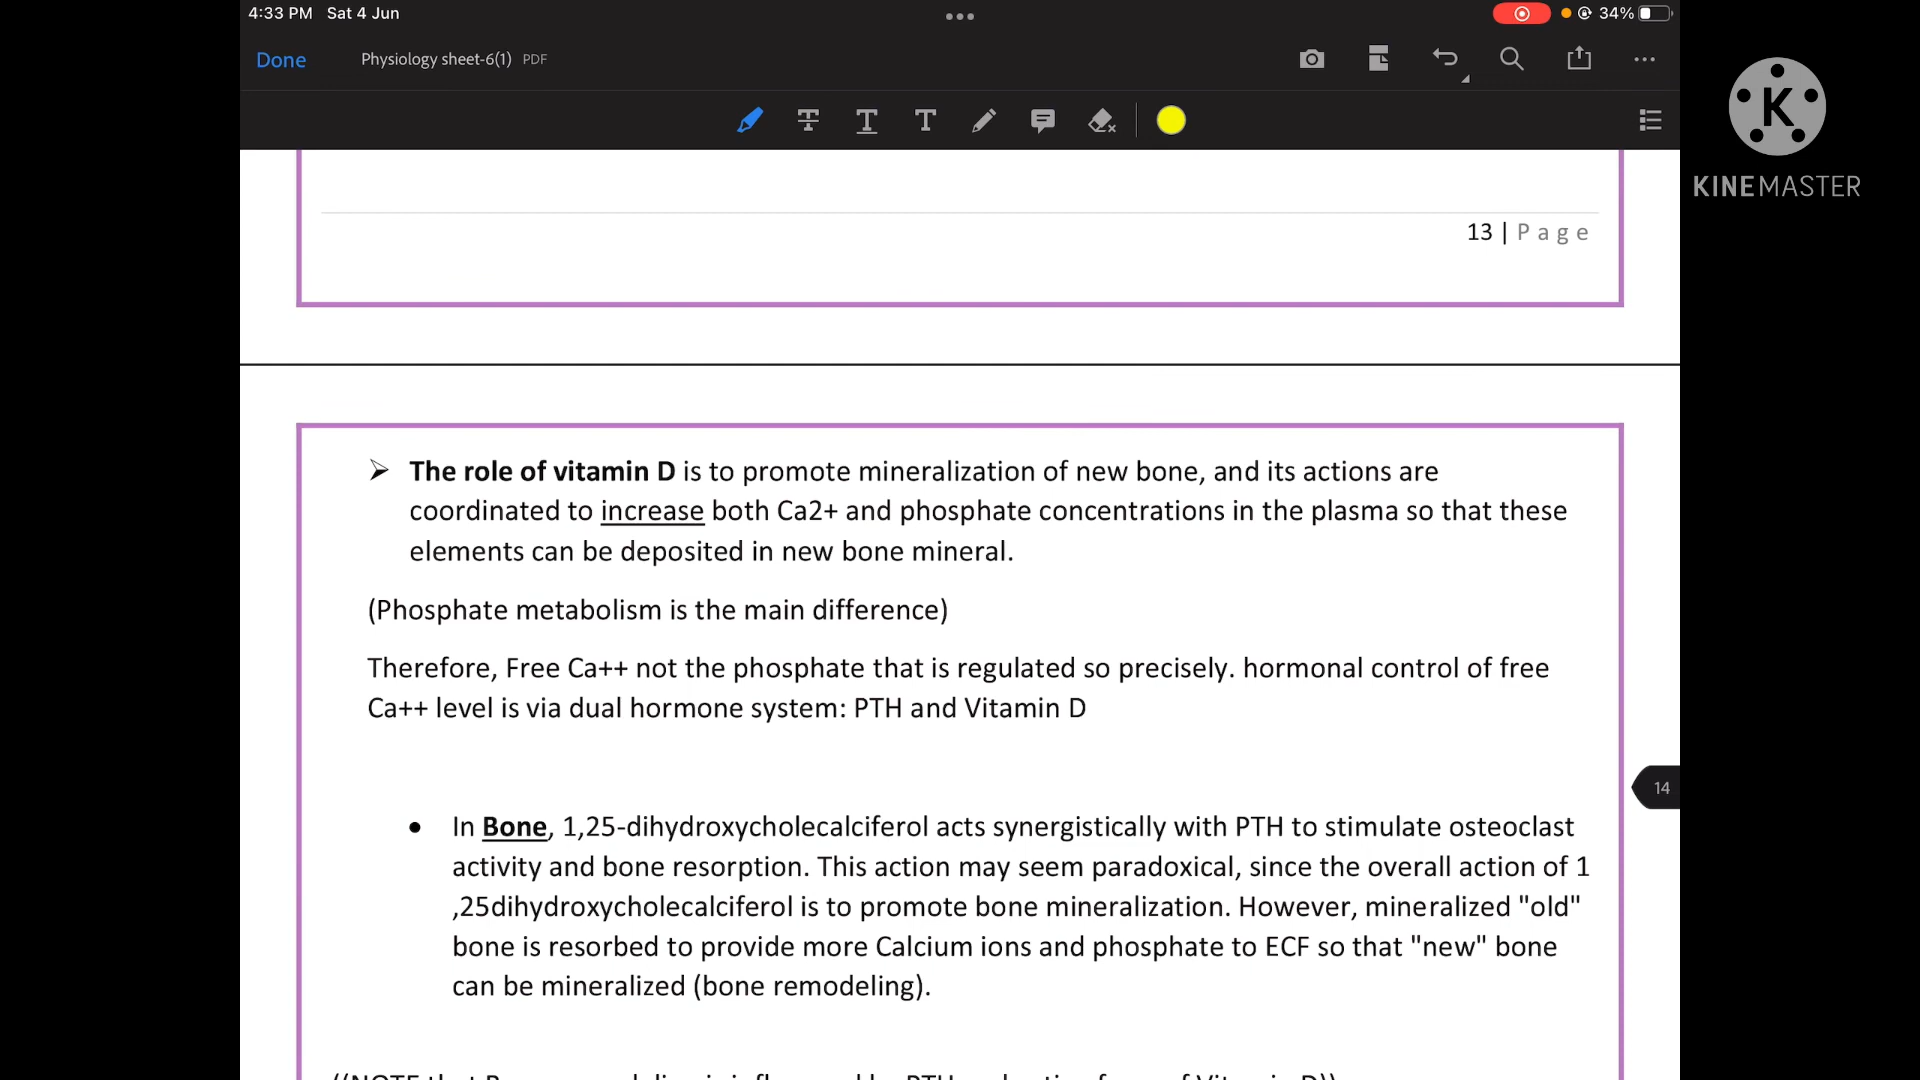 4:33 PM Sat 4 Jun
34%
Done
Physiology sheet-6(1) PDF
KINEMASTER
13 | Page
The role of vitamin D is to promote mineralization of new bone, and its actions are
coordinated to increase both Ca2+ and phosphate concentrations in the plasma so that these
elements can be deposited in new bone mineral.
(Phosphate metabolism is the main difference)
Therefore, Free Ca++ not the phosphate that is regulated so precisely. hormonal control of free
Ca++ level is via dual hormone system: PTH and Vitamin D
14
In Bone, 1,25-dihydroxycholecalciferol acts synergistically with PTH to stimulate osteoclast
activity and bone resorption. This action may seem paradoxical, since the overall action of 1
,25dihydroxycholecalciferol is to promote bone mineralization. However, mineralized "old"
bone is resorbed to provide more Calcium ions and phosphate to ECF so that "new" bone
can be mineralized (bone remodeling).